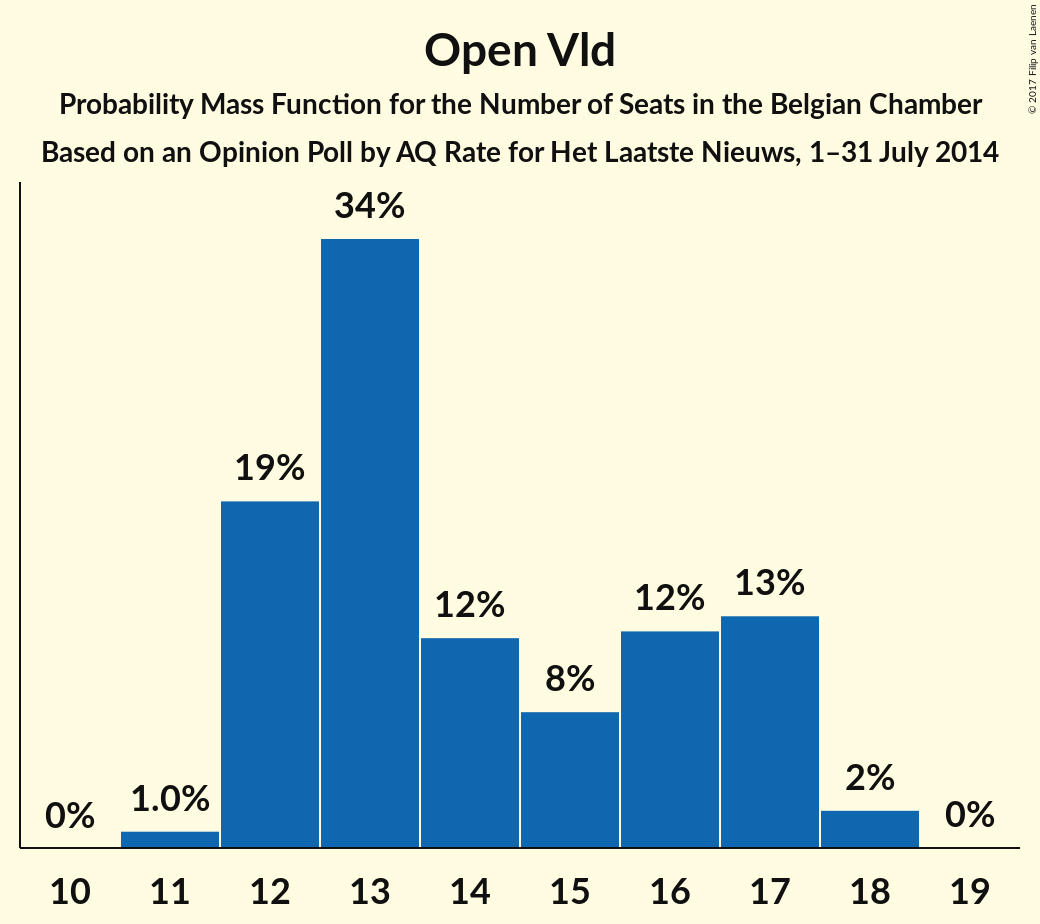 Open Vld
Probability Mass Function for the Number of Seats in the Belgian Chamber
Based on an Opinion Poll by AQ Rate for Het Laatste Nieuws, 1–31 July 2014
© 2017 Filip van Laenen
0%
1.0%
19%
34%
12%
8%
12%
13%
2%
0%
10 11 12 13 14 15 16 17 18 19